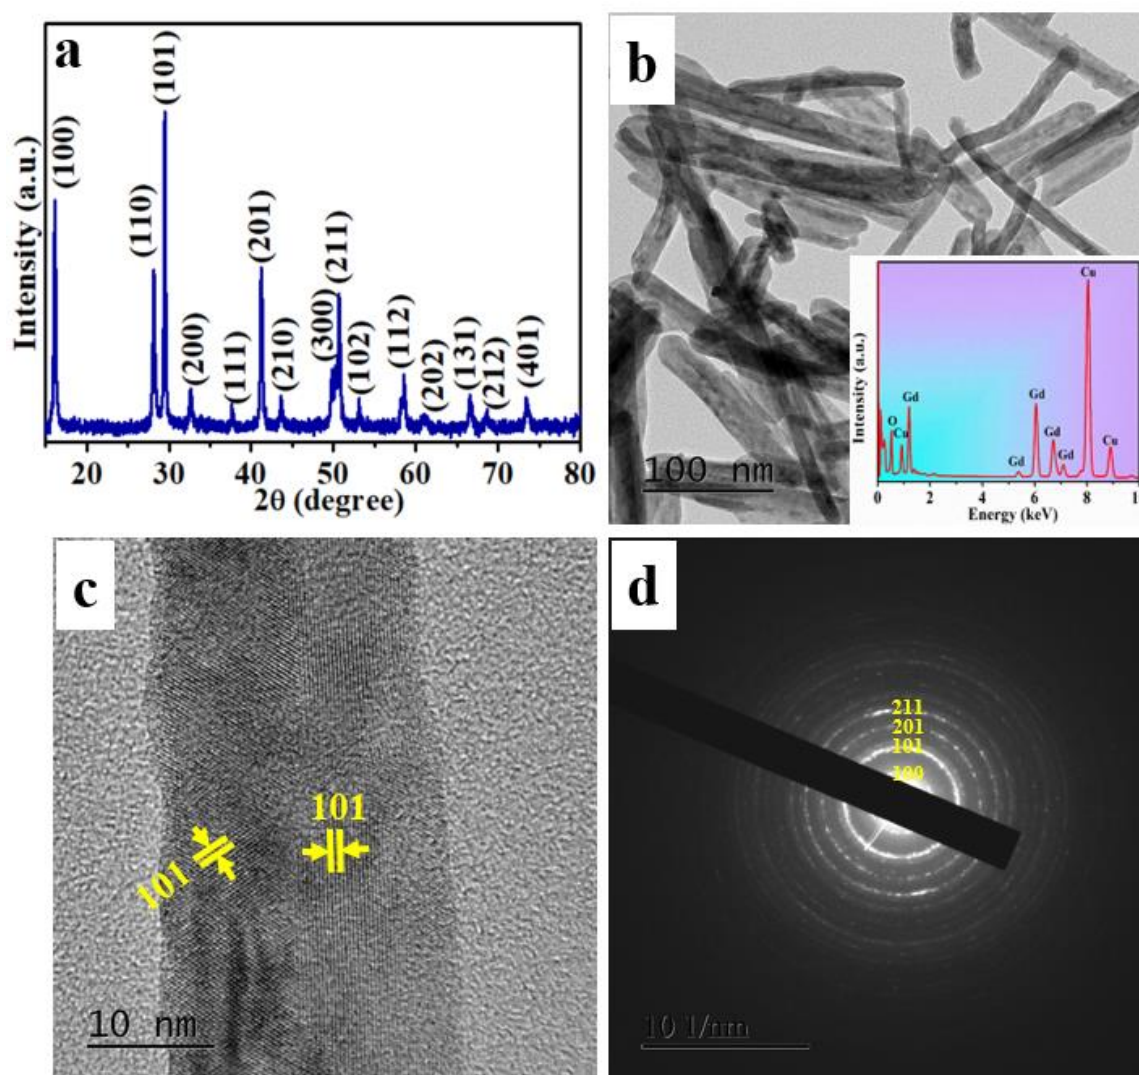 a
Intensity (a.u.)
(100)
(110)
(101)
(200)
(111)
(201)
(210)
(300)
(211)
(102)
(112)
(202)
(131)
(212)
(401)
20 30 40 50 60 70 80
2θ (degree)
b
100 nm
Intensity (a.u.)
O
Cu
Gd
Gd
Gd
Gd
Gd
Cu
Cu
0 2 4 6 8
Energy (keV)
c
101
101
10 nm
d
211
201
101
100
10 1/nm